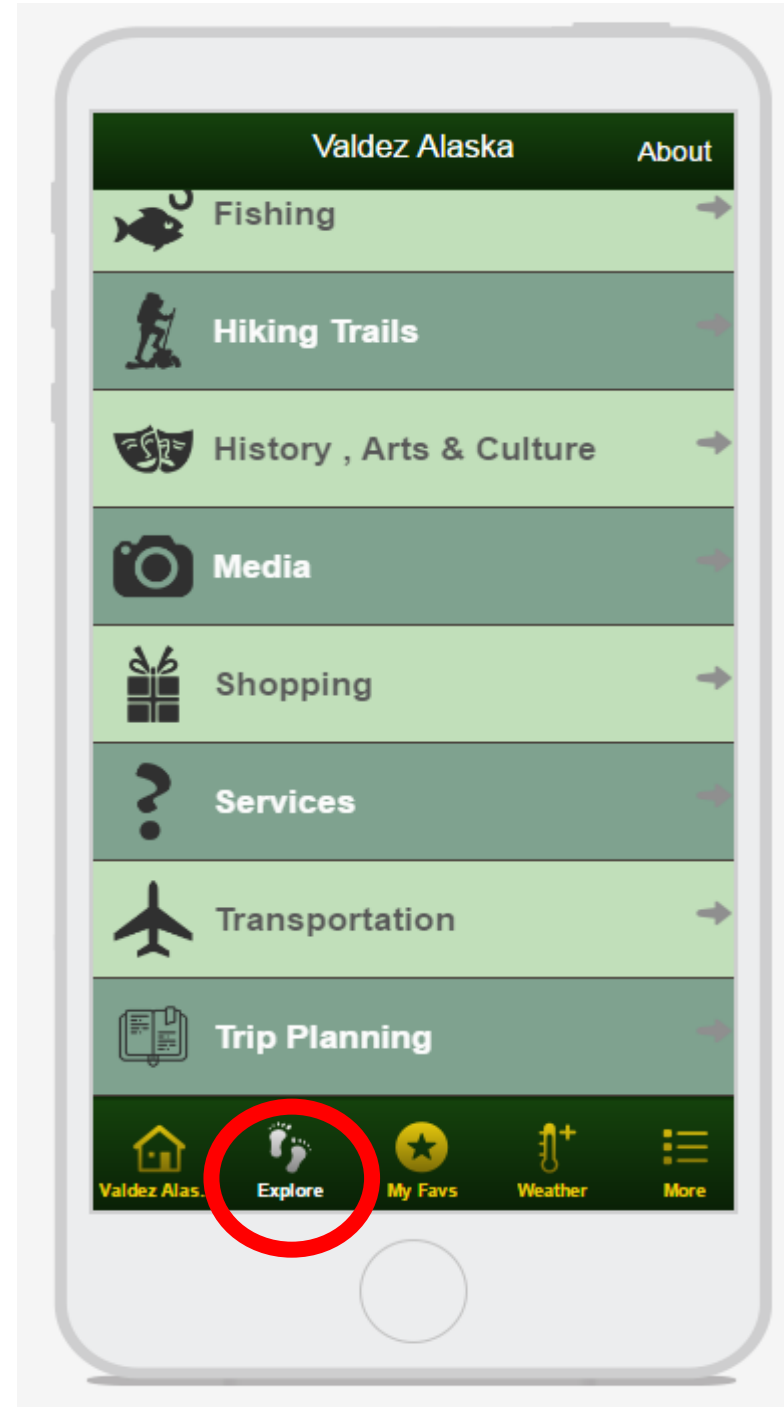 Valdez Alaska
About
Fishing
Hiking Trails
History , Arts & Culture
Media
Shopping
Services
Transportation
Trip Planning
Valdez Alas.
Explore
My Favs
Weather
More